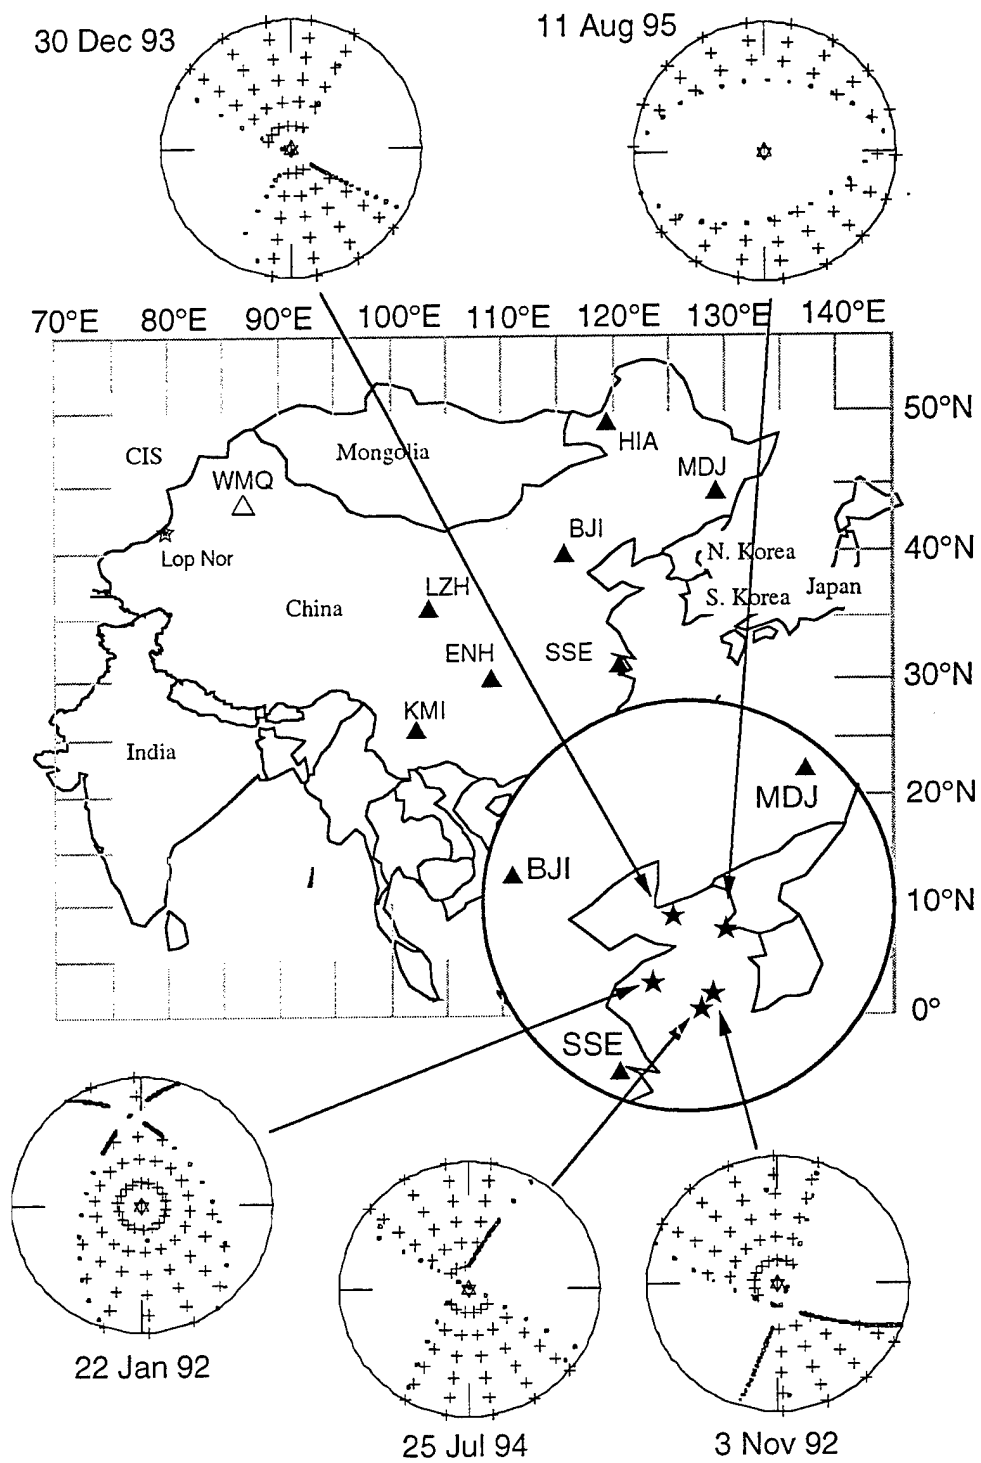 30 Dec 93
11 Aug 95
70°E 80°E 90°E 100°E 110°E 120°E 130°E 140°E
50°N
CIS
Mongolia
HIA
WMQ
MDJ
BJI
Lop Nor
N. Korea
40°N
LZH
China
S. Korea
Japan
ENH
SSE
30°N
KMI
India
MDJ
20°N
BJI
10°N
0°
SSE
22 Jan 92
25 Jul 94
3 Nov 92